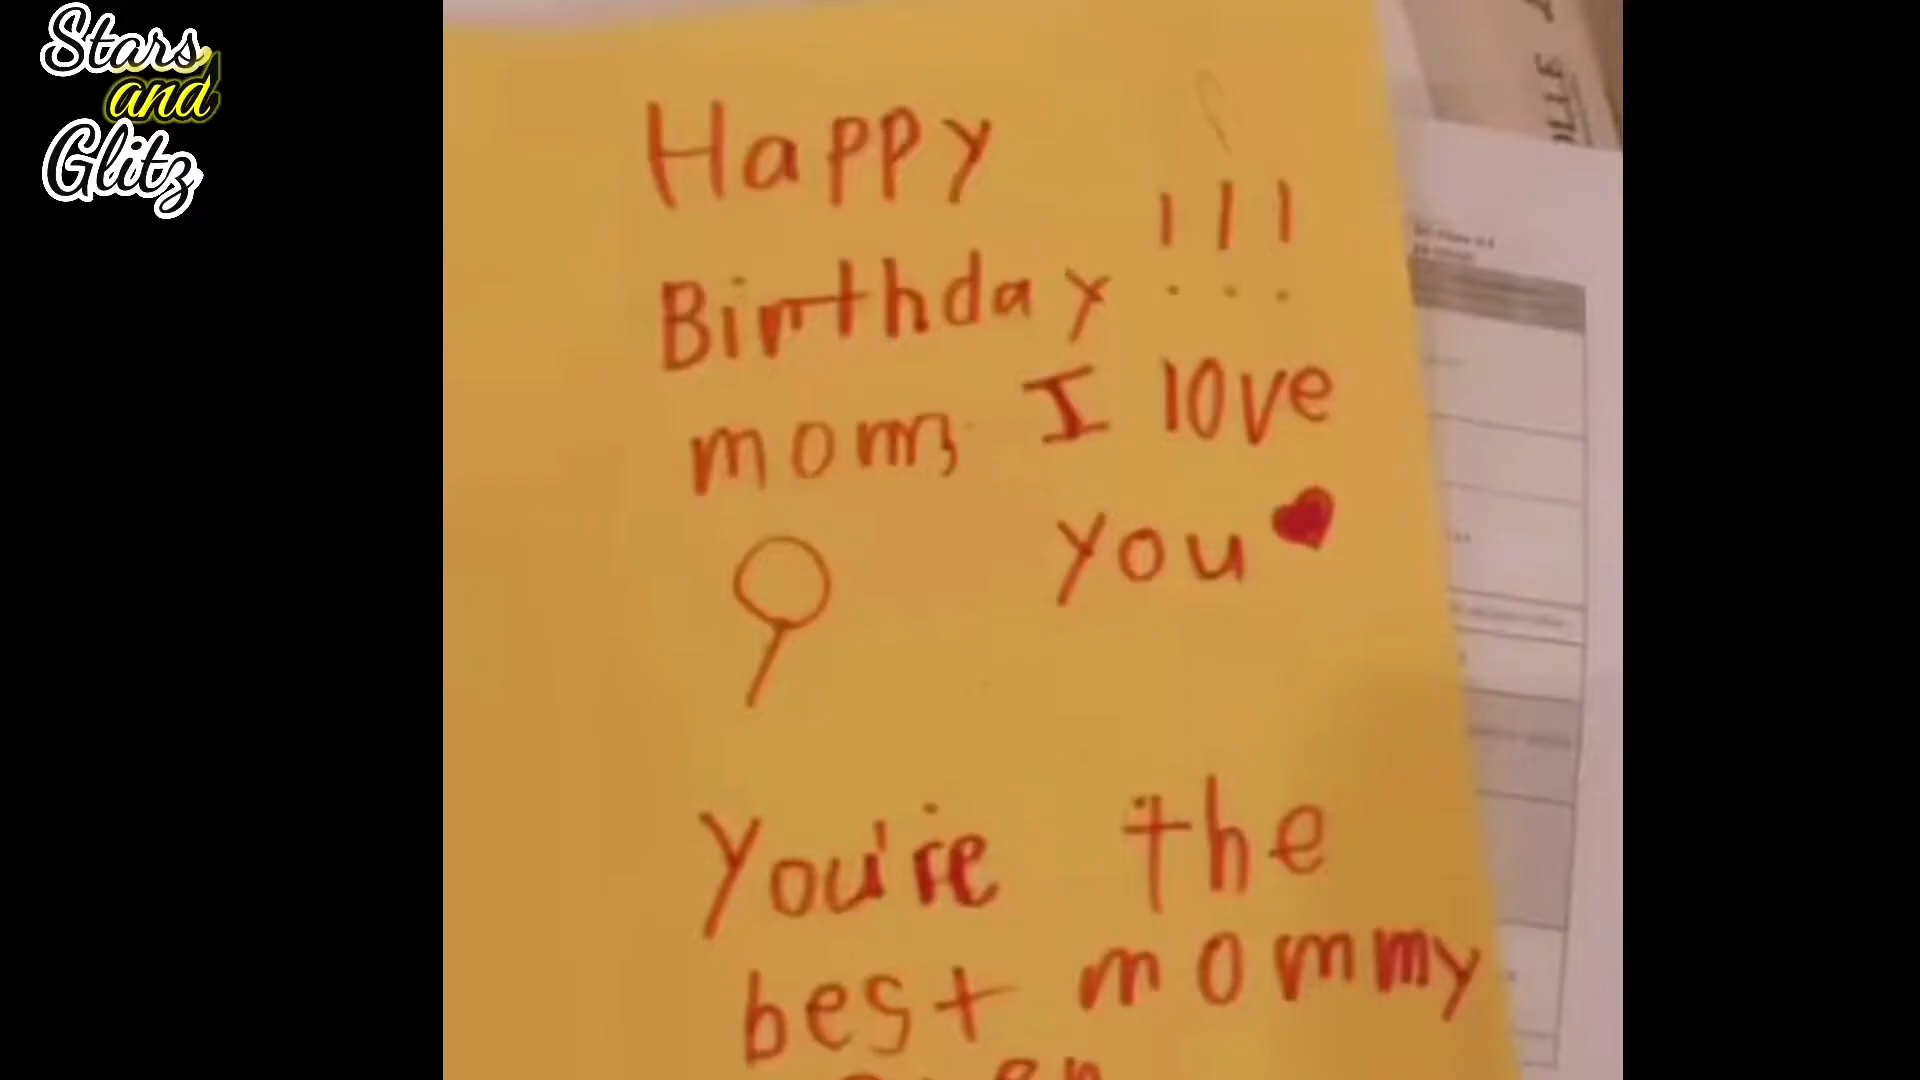 Stars
and
Glitz
Happy
Birthday !!!
mom, I love
you
You're the
best mommy